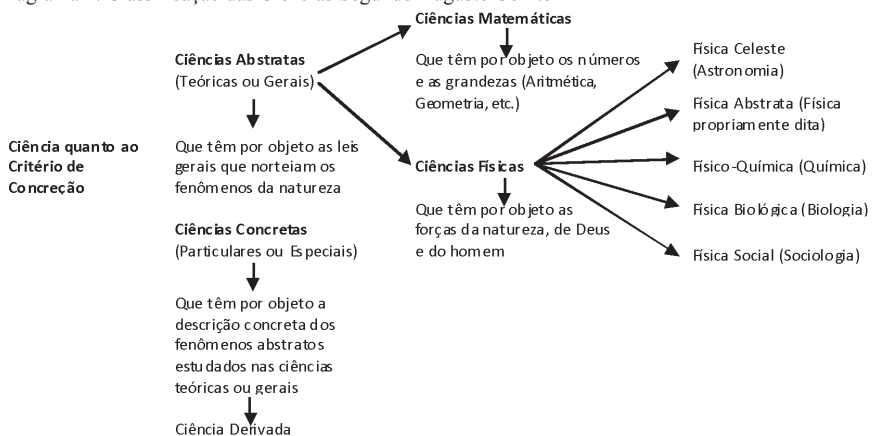 Ciência quanto ao
Critério de
Concreção
Ciências Abstratas
(Teóricas ou Gerais)
Que têm por objeto as leis
gerais que norteiam os
fenômenos da natureza
Ciências Concretas
(Particulares ou Especiais)
Que têm por objeto a
descrição concreta dos
fenômenos abstratos
estudados nas ciências
teóricas ou gerais
Ciência Derivada
Ciências Matemáticas
Que têm por objeto os números
e as grandezas (Aritmética,
Geometria, etc.)
Ciências Físicas
Que têm por objeto as
forças da natureza, de Deus
e do homem
Física Celeste
(Astronomia)
Física Abstrata (Física
propriamente dita)
Físico-Química (Química)
Física Biológica (Biologia)
Física Social (Sociologia)